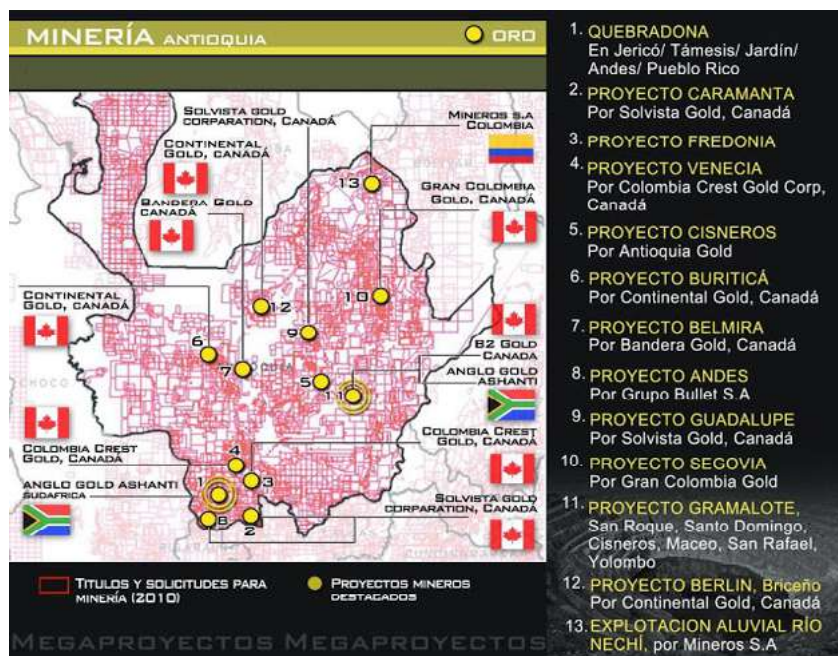 MINERÍA ANTIOQUIA
ORO
SOLVISTA GOLD
CORPARATION, CANADÁ
CONTINENTAL
GOLD, CANADÁ
BANDERA GOLD
CANADÁ
MINEROS S.A
COLOMBIA
GRAN COLOMBIA
GOLD, CANADÁ
CONTINENTAL
GOLD, CANADÁ
B2 GOLD
CANADA
ANGLO GOLD
ASHANTI
COLOMBIA CREST
GOLD, CANADÁ
COLOMBIA CREST
GOLD, CANADÁ
ANGLO GOLD ASHANTI
SUDAFRICA
SOLVISTA GOLD
CORPARATION, CANADÁ
13
12
10
9
6
7
5
11
4
3
1
8
2
CHOCO
TITULOS Y SOLICITUDES PARA
MINERÍA (2010)
PROYECTOS MINEROS
DESTACADOS
MEGAPROYECTOS MEGAPROYECTOS
1. QUEBRADONA
En Jericó/ Támesis/ Jardín/
Andes/ Pueblo Rico
2. PROYECTO CARAMANTA
Por Solvista Gold, Canadá
3. PROYECTO FREDONIA
4. PROYECTO VENECIA
Por Colombia Crest Gold Corp,
Canadá
5. PROYECTO CISNEROS
Por Antioquia Gold
6. PROYECTO BURITICÁ
Por Continental Gold, Canadá
7. PROYECTO BELMIRA
Por Bandera Gold, Canadá
8. PROYECTO ANDES
Por Grupo Bullet S.A
9. PROYECTO GUADALUPE
Por Solvista Gold, Canadá
10. PROYECTO SEGOVIA
Por Gran Colombia Gold
11. PROYECTO GRAMALOTE,
San Roque, Santo Domingo,
Cisneros, Maceo, San Rafael,
Yolombo
12. PROYECTO BERLIN, Briceño
Por Continental Gold, Canadá
13. EXPLOTACION ALUVIAL RÍO
NECHÍ, por Mineros S.A